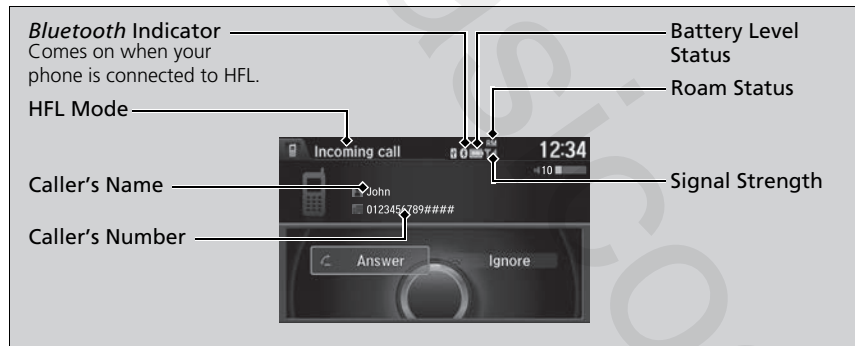 Bluetooth Indicator
Comes on when your
phone is connected to HFL.
HFL Mode
Caller's Name
Caller's Number
Battery Level
Status
Roam Status
Signal Strength
Incoming call
RM
12:34
10
John
0123456789####
Answer
Ignore